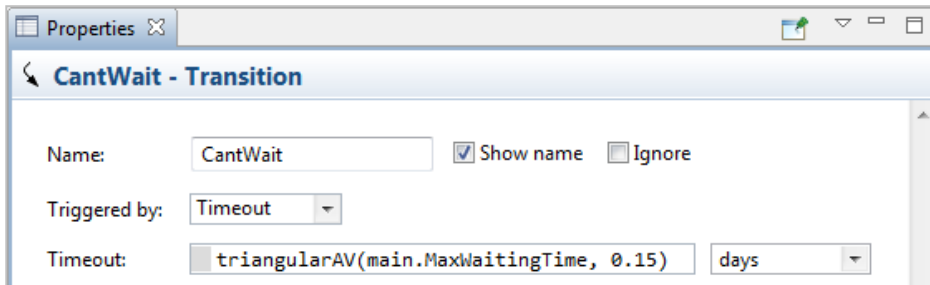 Properties
CantWait - Transition
Name: CantWait Show name Ignore
Triggered by: Timeout
Timeout: triangularAV(main.MaxWaitingTime, 0.15) days